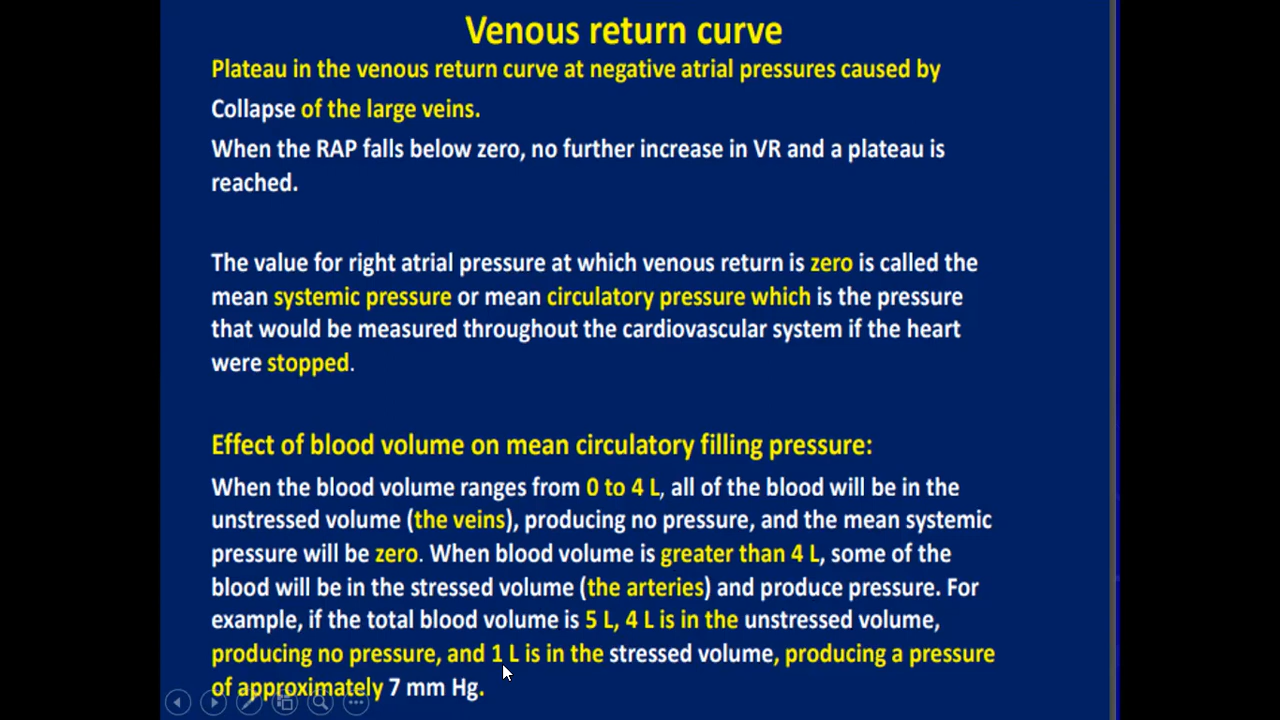 Venous return curve
Plateau in the venous return curve at negative atrial pressures caused by
Collapse of the large veins.
When the RAP falls below zero, no further increase in VR and a plateau is
reached.
The value for right atrial pressure at which venous return is zero is called the
mean systemic pressure or mean circulatory pressure which is the pressure
that would be measured throughout the cardiovascular system if the heart
were stopped.
Effect of blood volume on mean circulatory filling pressure:
When the blood volume ranges from 0 to 4 L, all of the blood will be in the
unstressed volume (the veins), producing no pressure, and the mean systemic
pressure will be zero. When blood volume is greater than 4 L, some of the
blood will be in the stressed volume (the arteries) and produce pressure. For
example, if the total blood volume is 5 L, 4 L is in the unstressed volume,
producing no pressure, and 1 L is in the stressed volume, producing a pressure
of approximately 7 mm Hg.